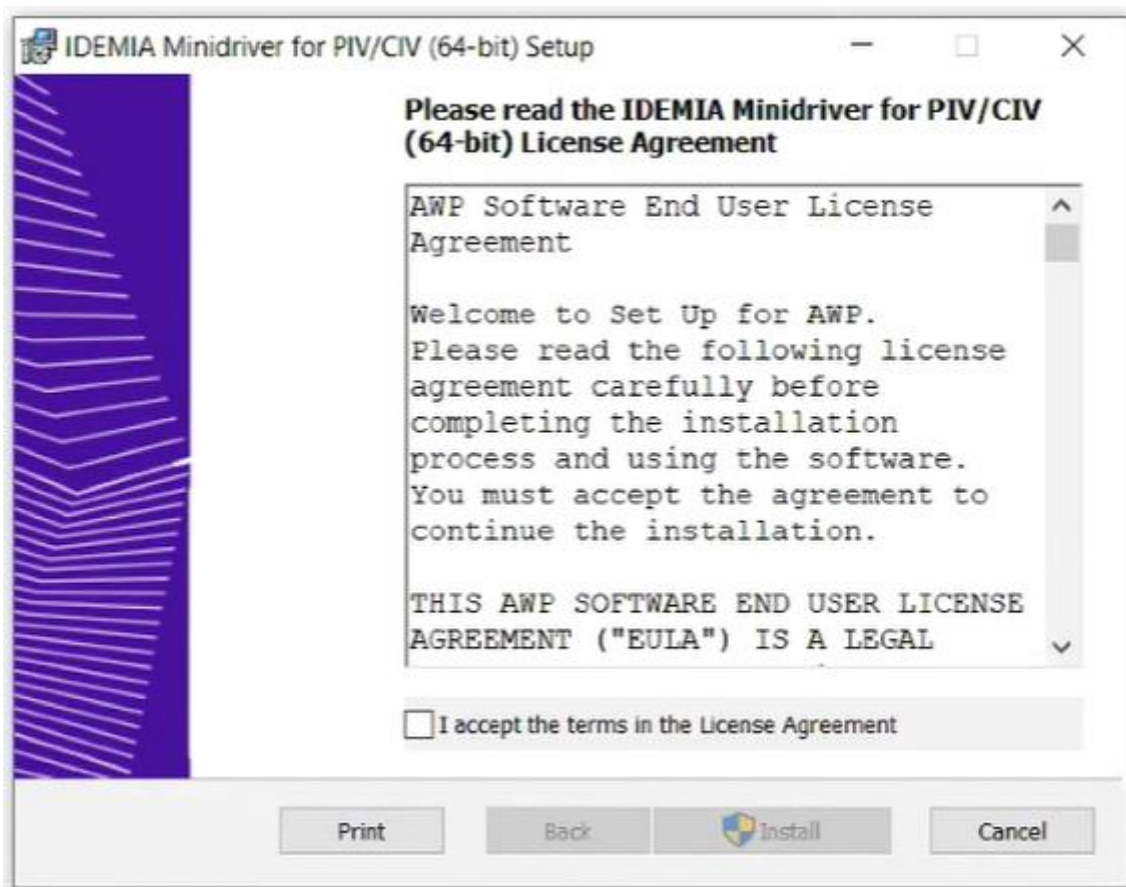 IDEMIA Minidriver for PIV/CIV (64-bit) Setup
Please read the IDEMIA Minidriver for PIV/CIV
(64-bit) License Agreement
AWP Software End User License
Agreement
Welcome to Set Up for AWP.
Please read the following license
agreement carefully before
completing the installation
process and using the software.
You must accept the agreement to
continue the installation.
THIS AWP SOFTWARE END USER LICENSE
AGREEMENT ("EULA") IS A LEGAL
I accept the terms in the License Agreement
Print
Back
Install
Cancel